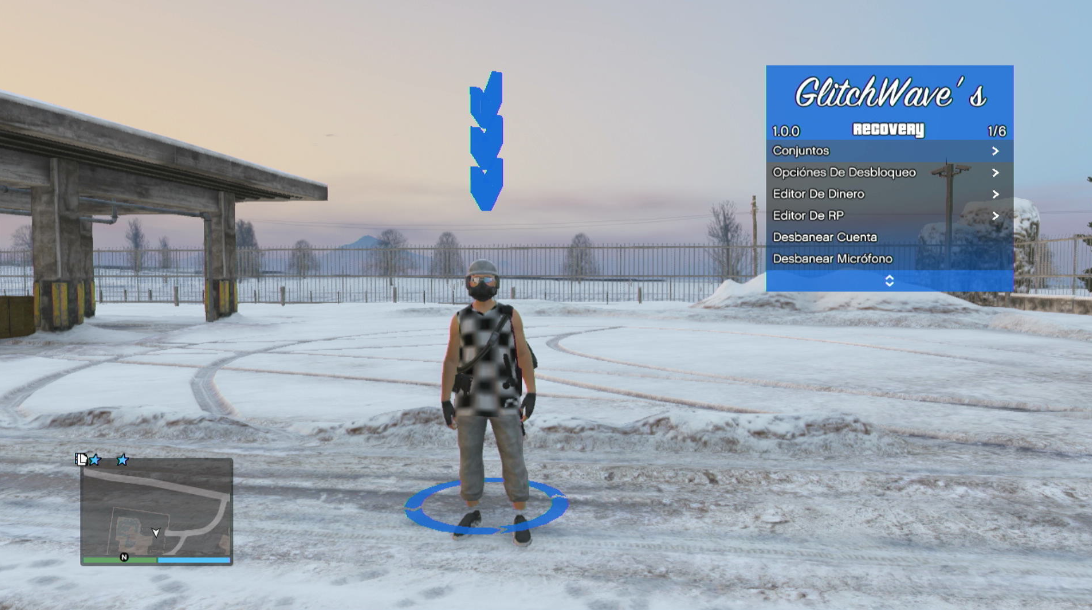 GlitchWave's
1.0.0 RECOVERY 1/6
Conjuntos >
Opciónes De Desbloqueo >
Editor De Dinero >
Editor De RP >
Desbanear Cuenta
Desbanear Micrófono
L
N